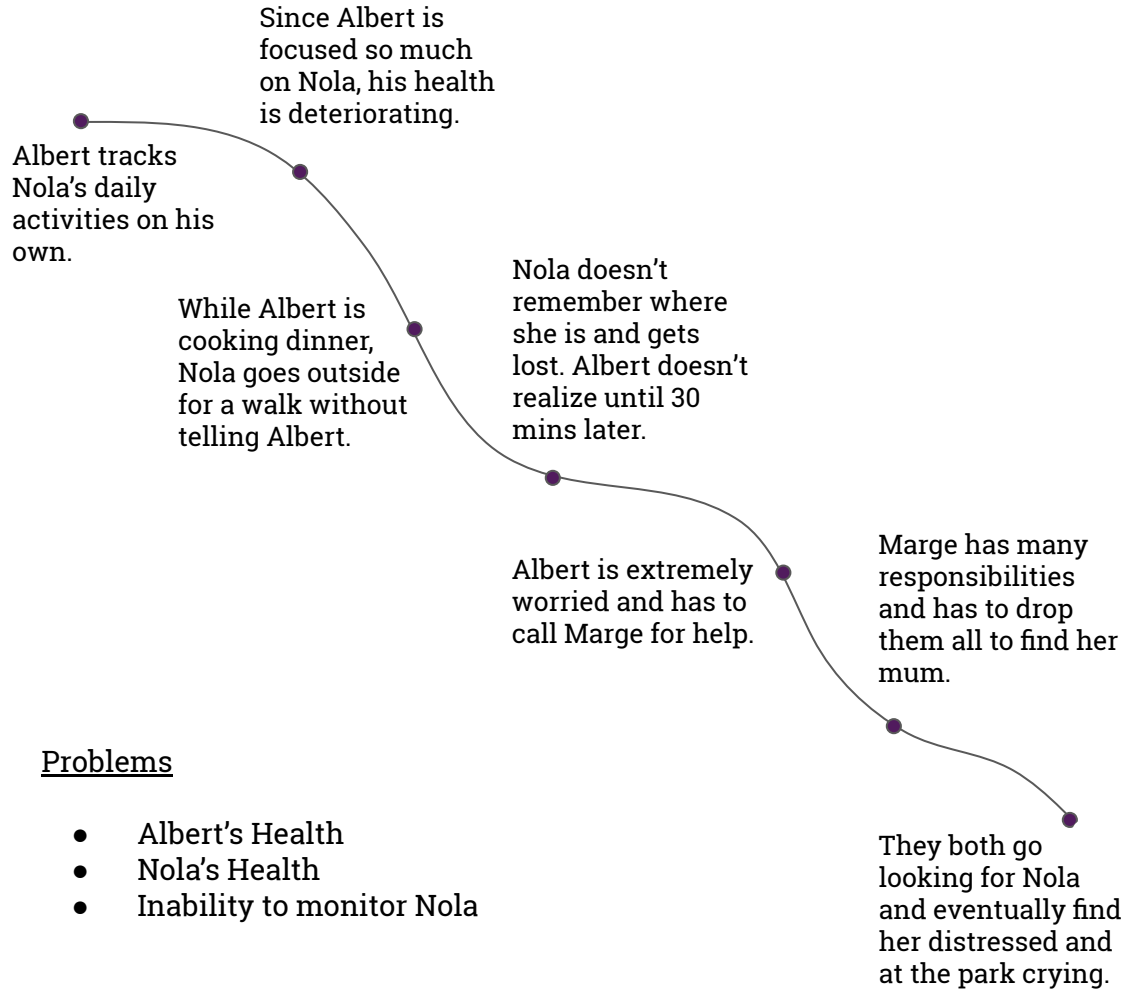 Since Albert is
focused so much
on Nola, his health
is deteriorating.
Albert tracks
Nola’s daily
activities on his
own.
Nola doesn’t
remember where
she is and gets
lost. Albert doesn’t
realize until 30
mins later.
While Albert is
cooking dinner,
Nola goes outside
for a walk without
telling Albert.
Albert is extremely
worried and has to
call Marge for help.
Marge has many
responsibilities
and has to drop
them all to find her
mum.
Problems
● Albert’s Health
● Nola’s Health
● Inability to monitor Nola
They both go
looking for Nola
and eventually find
her distressed and
at the park crying.